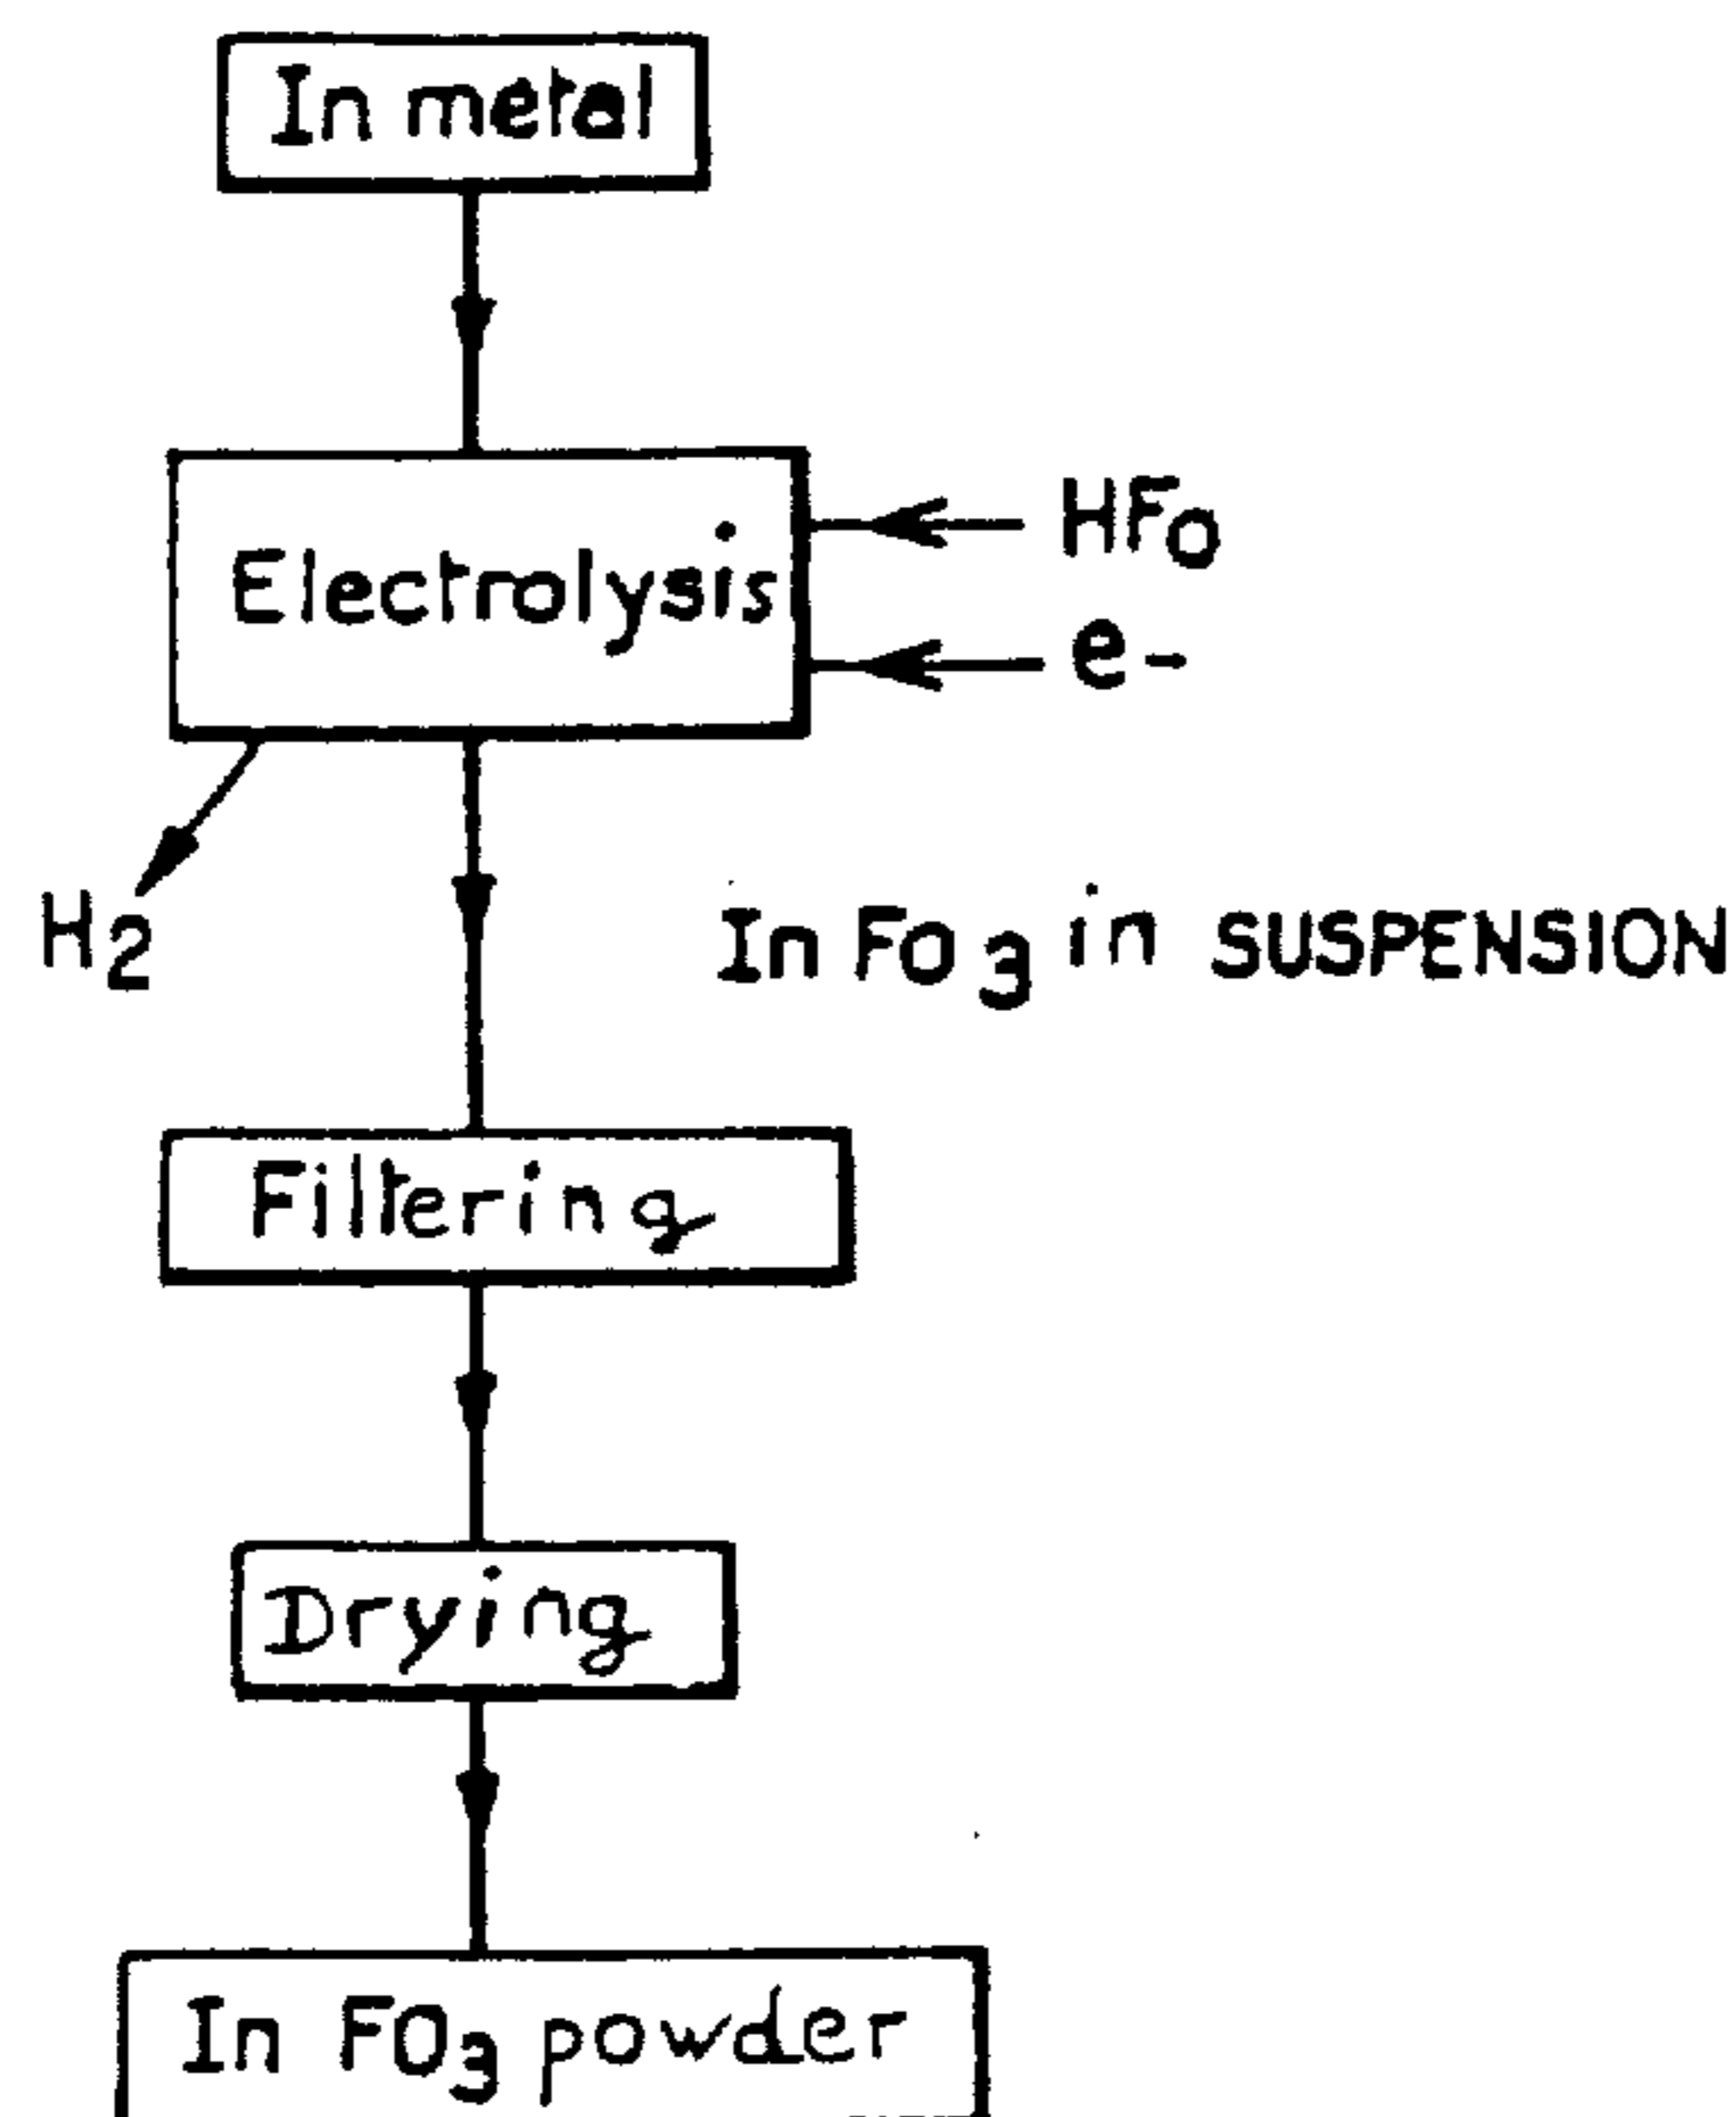 In metal
HFo
Electrolysis
e-
H2
In Fo3 in SUSPENSION
Filtering
Drying
In FO3 powder